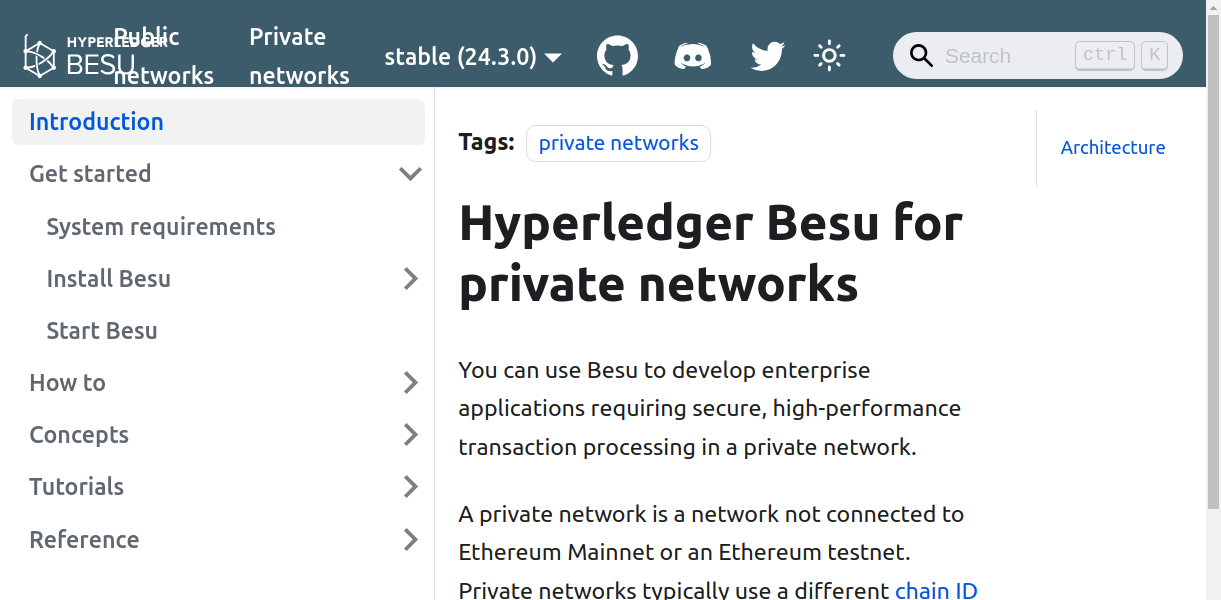 HYPERLEDGER
BESU
Public
networks
Private
networks
stable (24.3.0)
Search
ctrl K
Introduction
Get started
System requirements
Install Besu
Start Besu
How to
Concepts
Tutorials
Reference
Tags: private networks
Hyperledger Besu for
private networks
You can use Besu to develop enterprise
applications requiring secure, high-performance
transaction processing in a private network.
A private network is a network not connected to
Ethereum Mainnet or an Ethereum testnet.
Private networks typically use a different chain ID
Architecture